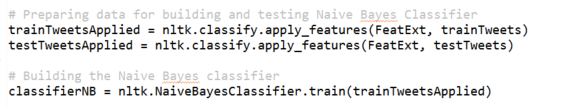 # Preparing data for building and testing Naive Bayes Classifier
trainTweetsApplied = nltk.classify.apply_features(FeatExt, trainTweets)
testTweetsApplied = nltk.classify.apply_features(FeatExt, testTweets)
# Building the Naive Bayes classifier
classifierNB = nltk.NaiveBayesClassifier.train(trainTweetsApplied)